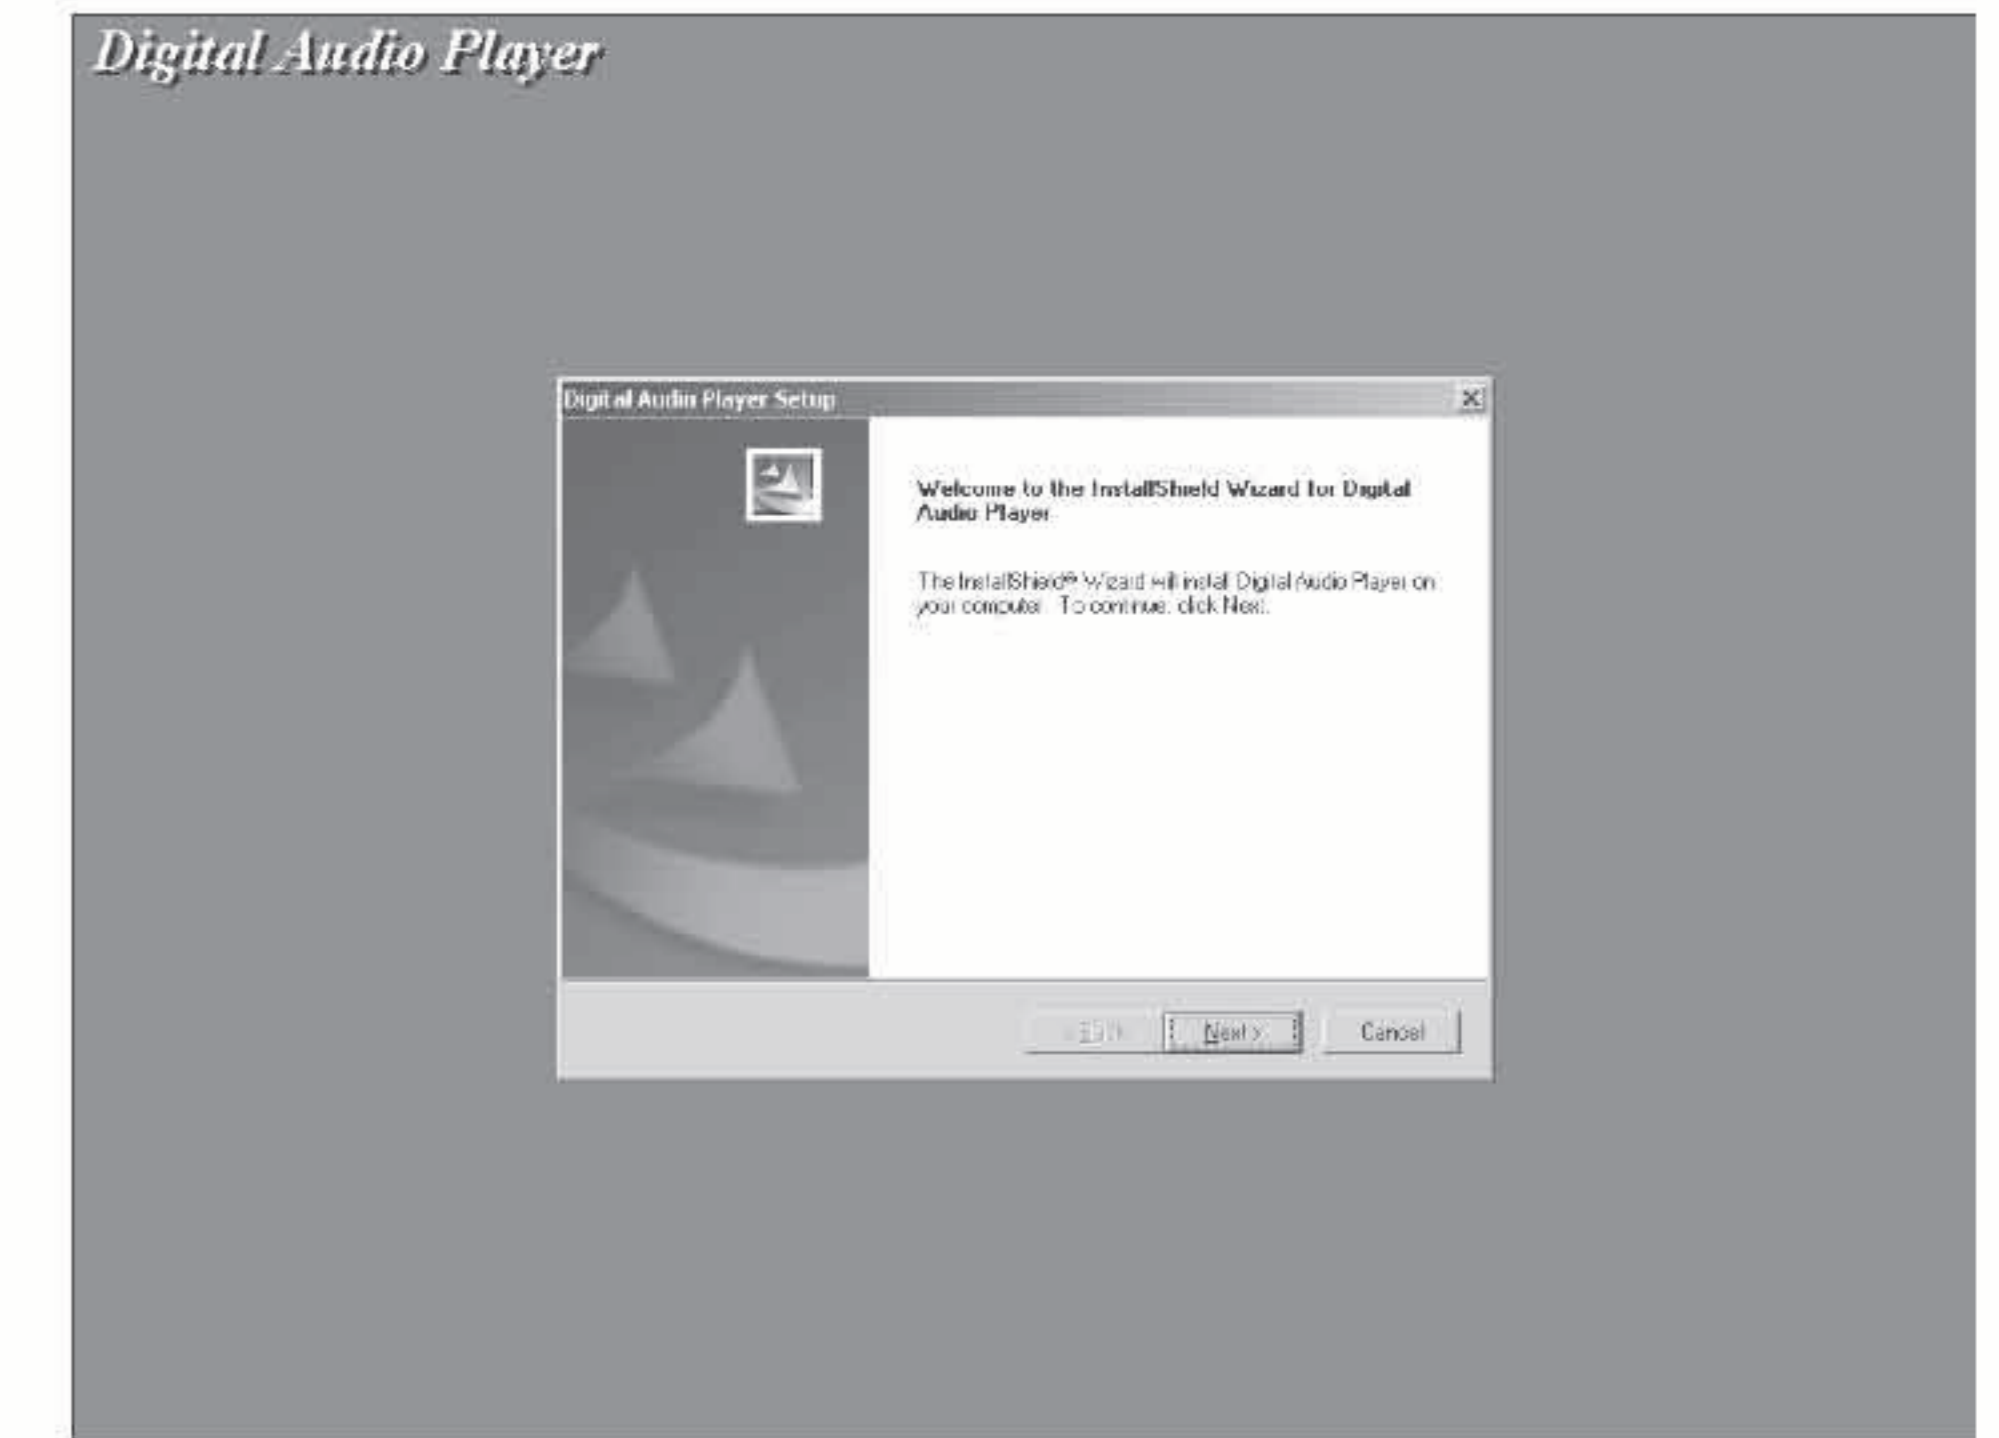 Digital Audio Player
Digital Audio Player Setup
Welcome to the InstallShield Wizard for Digital
Audio Player
The InstallShield® Wizard will install Digital Audio Player on
your computer. To continue, click Next.
Next >
Cancel